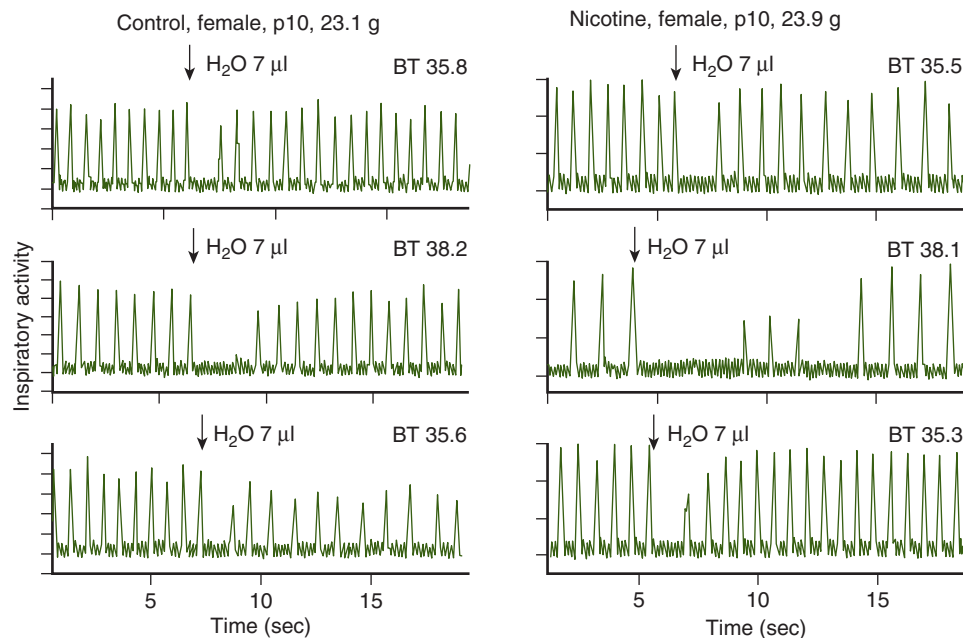 Control, female, p10, 23.1 g
H₂O 7 µl
BT 35.8
H₂O 7 µl
BT 38.2
H₂O 7 µl
BT 35.6
Inspiratory activity
5 10 15
Time (sec)
Nicotine, female, p10, 23.9 g
H₂O 7 µl
BT 35.5
H₂O 7 µl
BT 38.1
H₂O 7 µl
BT 35.3
5 10 15
Time (sec)